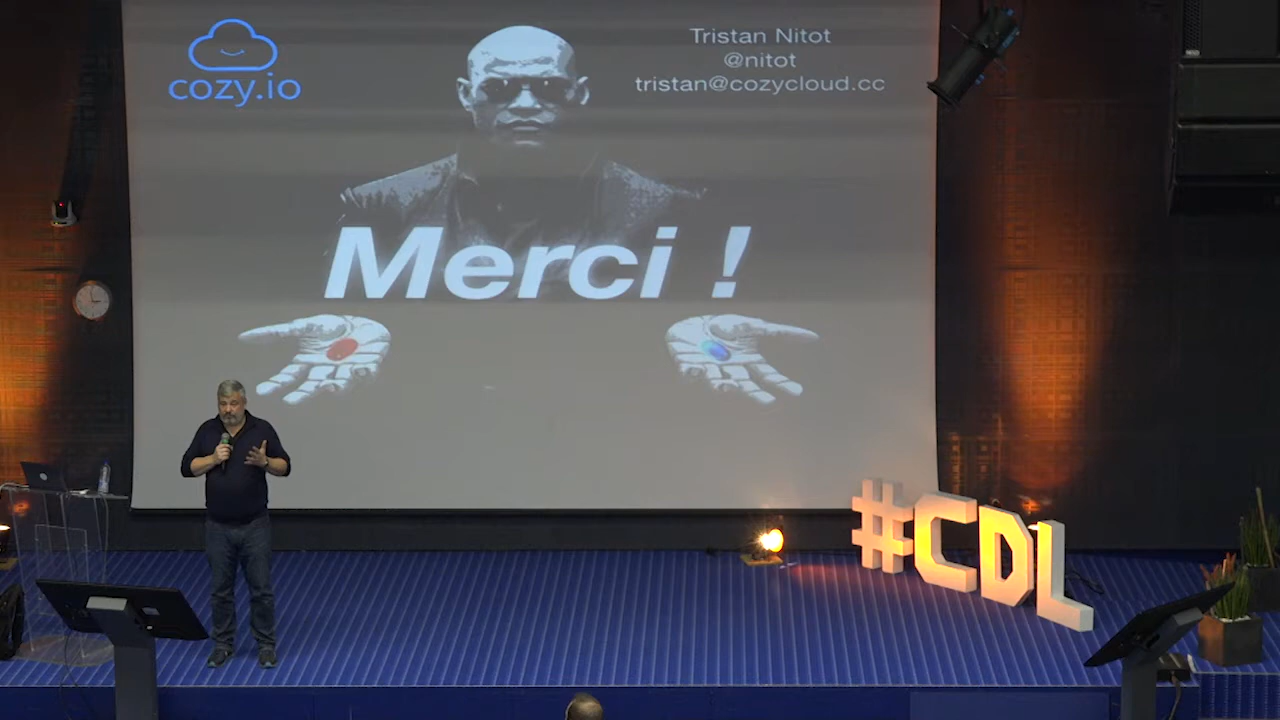 cozy.io
Tristan Nitot
@nitot
tristan@cozycloud.cc
Merci !
#CDL